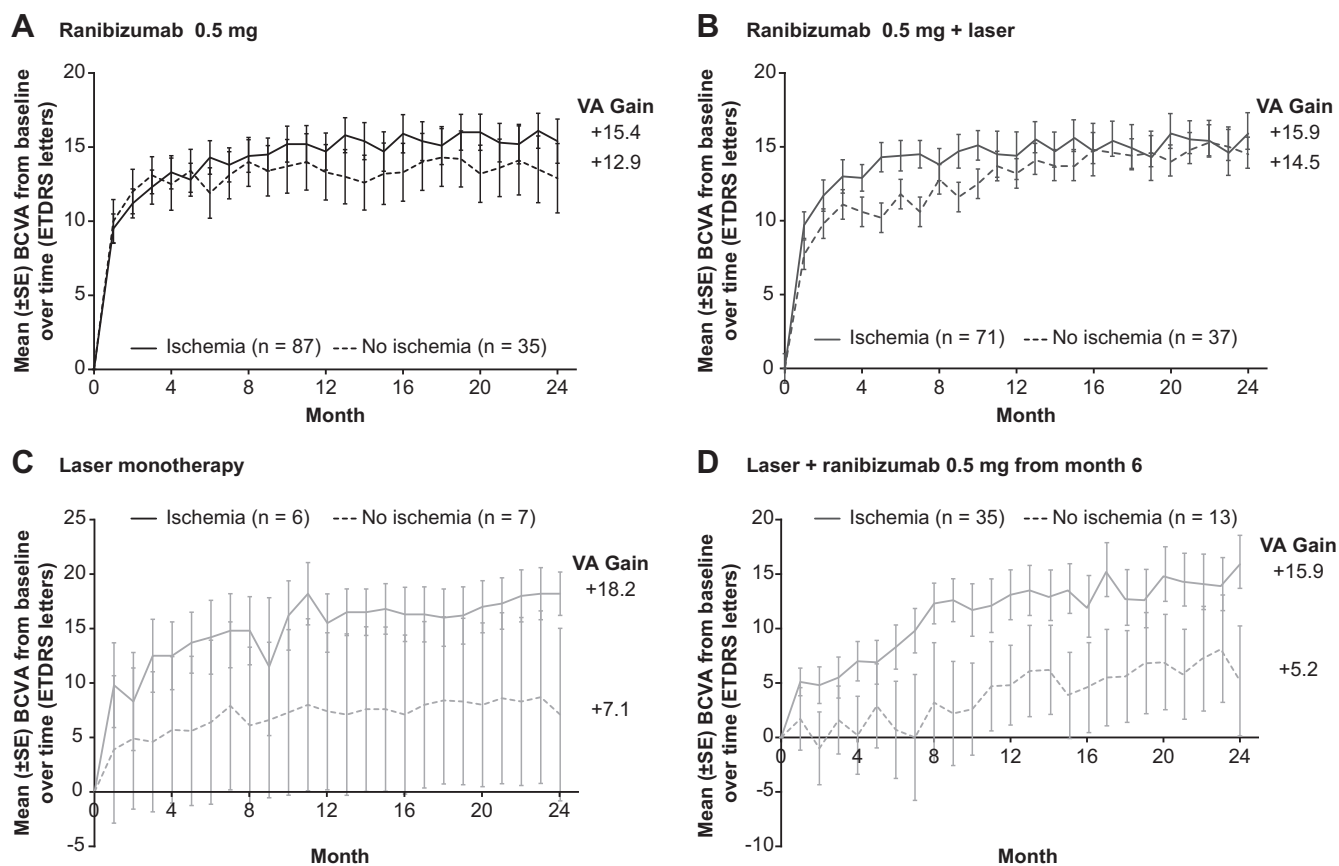 A Ranibizumab 0.5 mg
Mean (±SE) BCVA from baseline
over time (ETDRS letters)
20
15
10
5
0
VA Gain
+15.4
+12.9
Ischemia (n = 87) No ischemia (n = 35)
0 4 8 12 16 20 24
Month
B Ranibizumab 0.5 mg + laser
Mean (±SE) BCVA from baseline
over time (ETDRS letters)
20
15
10
5
0
VA Gain
+15.9
+14.5
Ischemia (n = 71) No ischemia (n = 37)
0 4 8 12 16 20 24
Month
C Laser monotherapy
Mean (±SE) BCVA from baseline
over time (ETDRS letters)
25
20
15
10
5
0
-5
Ischemia (n = 6) No ischemia (n = 7)
VA Gain
+18.2
+7.1
0 4 8 12 16 20 24
Month
D Laser + ranibizumab 0.5 mg from month 6
Mean (±SE) BCVA from baseline
over time (ETDRS letters)
20
15
10
5
0
-5
-10
Ischemia (n = 35) No ischemia (n = 13)
VA Gain
+15.9
+5.2
0 4 8 12 16 20 24
Month